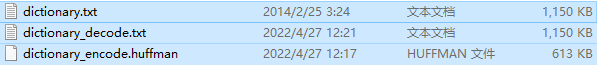 dictionary.txt 2014/2/25 3:24 文本文档 1,150 KB
dictionary_decode.txt 2022/4/27 12:21 文本文档 1,150 KB
dictionary_encode.huffman 2022/4/27 12:17 HUFFMAN 文件 613 KB